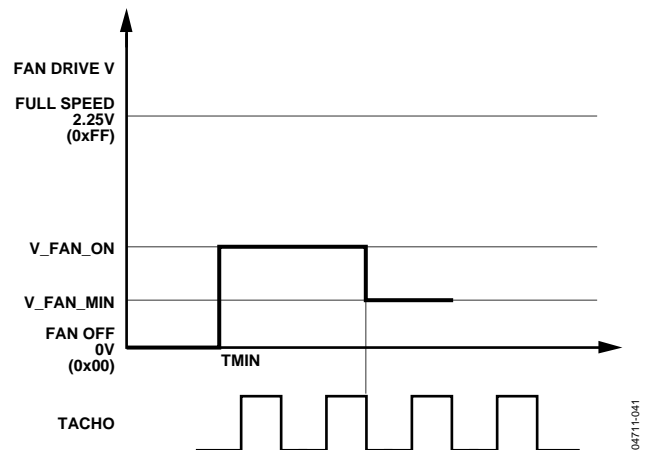 FAN DRIVE V
FULL SPEED
2.25V
(0xFF)
V_FAN_ON
V_FAN_MIN
FAN OFF
0V
(0x00)
TMIN
TACHO
04711-041